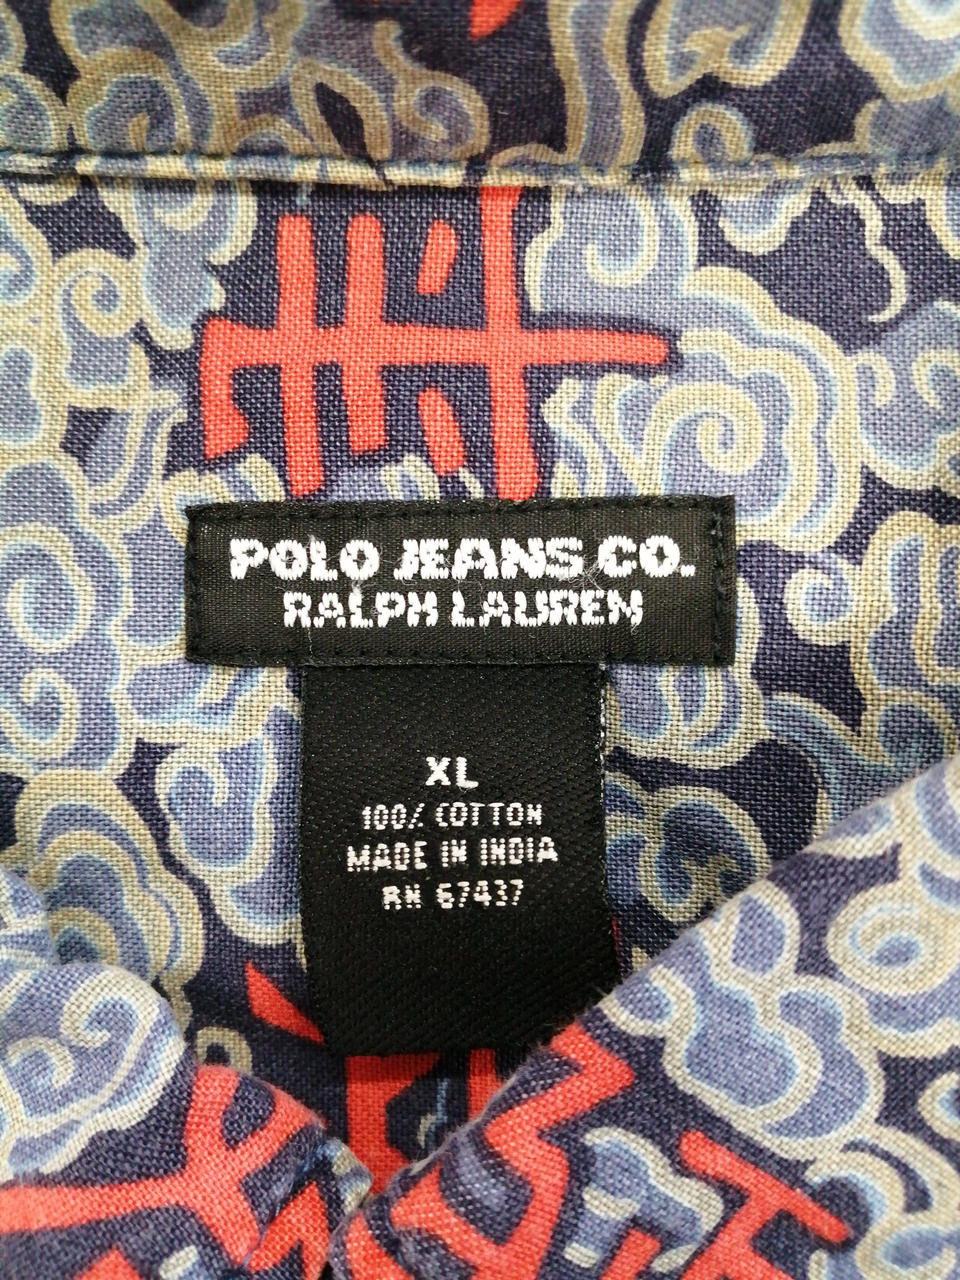 POLO JEANS CO.
RALPH LAUREN
XL
100% COTTON
MADE IN INDIA
RN 67437